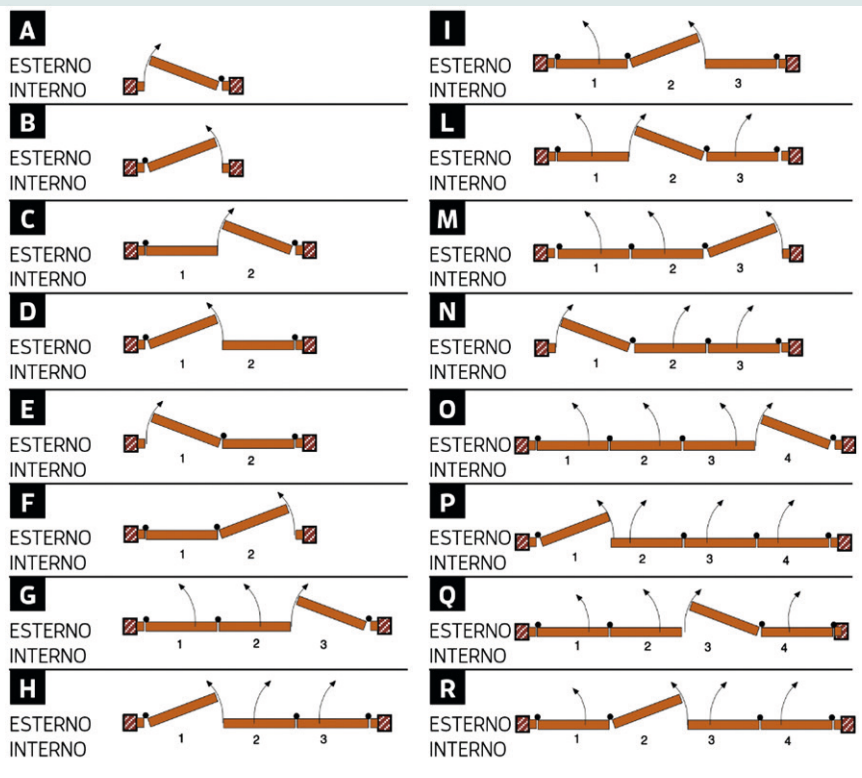 A
ESTERNO
INTERNO
B
ESTERNO
INTERNO
C
ESTERNO
INTERNO
1 2
D
ESTERNO
INTERNO
1 2
E
ESTERNO
INTERNO
1 2
F
ESTERNO
INTERNO
1 2
G
ESTERNO
INTERNO
1 2 3
H
ESTERNO
INTERNO
1 2 3
I
ESTERNO
INTERNO
1 2 3
L
ESTERNO
INTERNO
1 2 3
M
ESTERNO
INTERNO
1 2 3
N
ESTERNO
INTERNO
1 2 3
O
ESTERNO
INTERNO
1 2 3 4
P
ESTERNO
INTERNO
1 2 3 4
Q
ESTERNO
INTERNO
1 2 3 4
R
ESTERNO
INTERNO
1 2 3 4